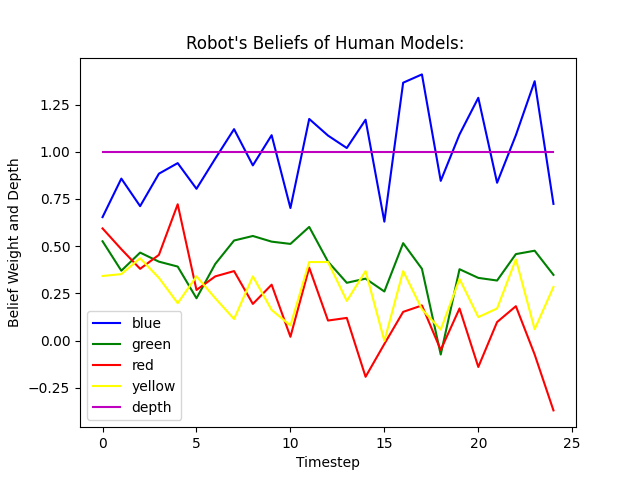 Robot's Beliefs of Human Models:
Belief Weight and Depth
1.25
1.00
0.75
0.50
0.25
0.00
−0.25
blue
green
red
yellow
depth
0 5 10 15 20 25
Timestep